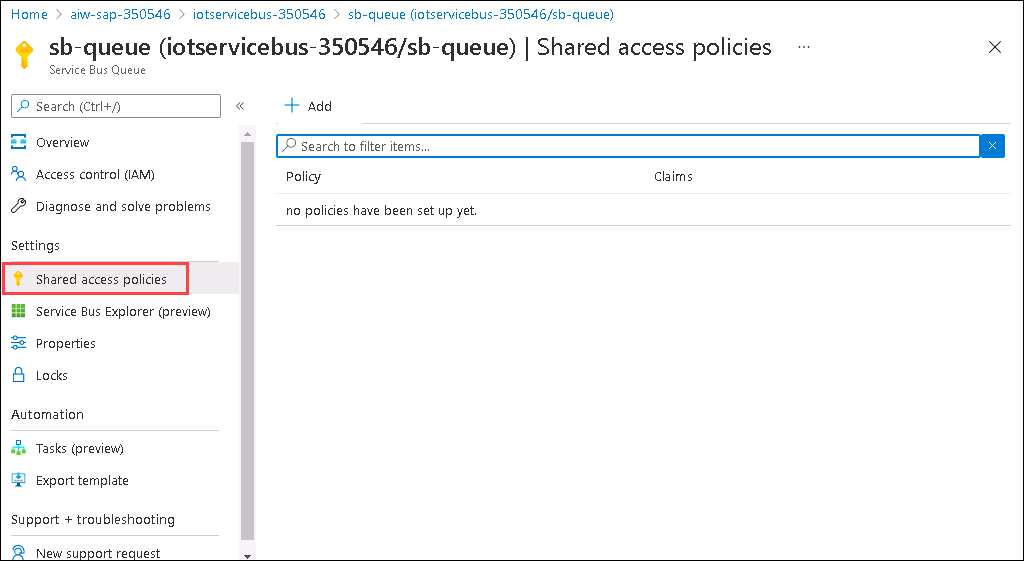 Home > aiw-sap-350546 > iotservicebus-350546 > sb-queue (iotservicebus-350546/sb-queue)
sb-queue (iotservicebus-350546/sb-queue) | Shared access policies ...
Service Bus Queue
Search (Ctrl+/)
«
Overview
Access control (IAM)
Diagnose and solve problems
Settings
Shared access policies
Service Bus Explorer (preview)
Properties
Locks
Automation
Tasks (preview)
Export template
Support + troubleshooting
New support request
Add
Search to filter items...
Policy Claims
no policies have been set up yet.